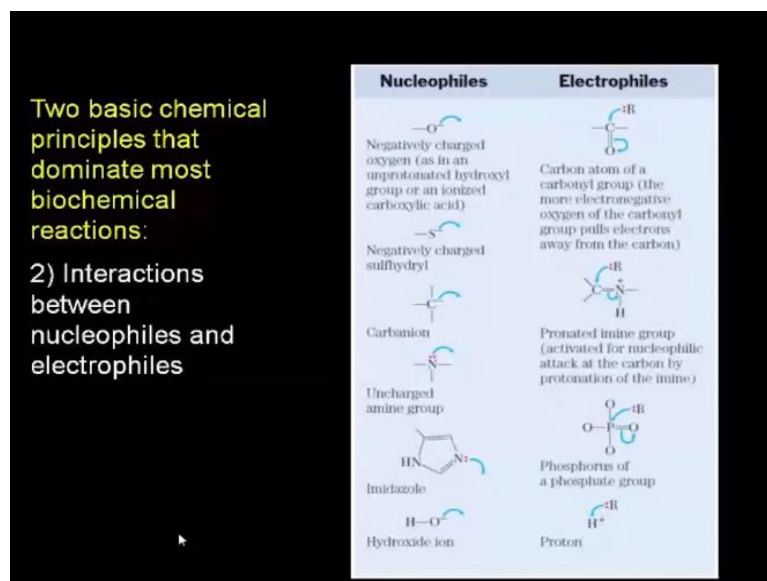 Two basic chemical
principles that
dominate most
biochemical
reactions:
2) Interactions
between
nucleophiles and
electrophiles
Nucleophiles
—O⁻
Negatively charged
oxygen (as in an
unprotonated hydroxyl
group or an ionized
carboxylic acid)
—S⁻
Negatively charged
sulfhydryl
—C⁻—
Carbanion
—N̈—
Uncharged
amine group
HN N:
Imidazole
H—O⁻
Hydroxide ion
Electrophiles
:R
—C—
O
Carbon atom of a
carbonyl group (the
more electronegative
oxygen of the carbonyl
group pulls electrons
away from the carbon)
:R
C=N⁺—
H
Pronated imine group
(activated for nucleophilic
attack at the carbon by
protonation of the imine)
O :R
O—P=O
O
Phosphorus of
a phosphate group
:R
H⁺
Proton